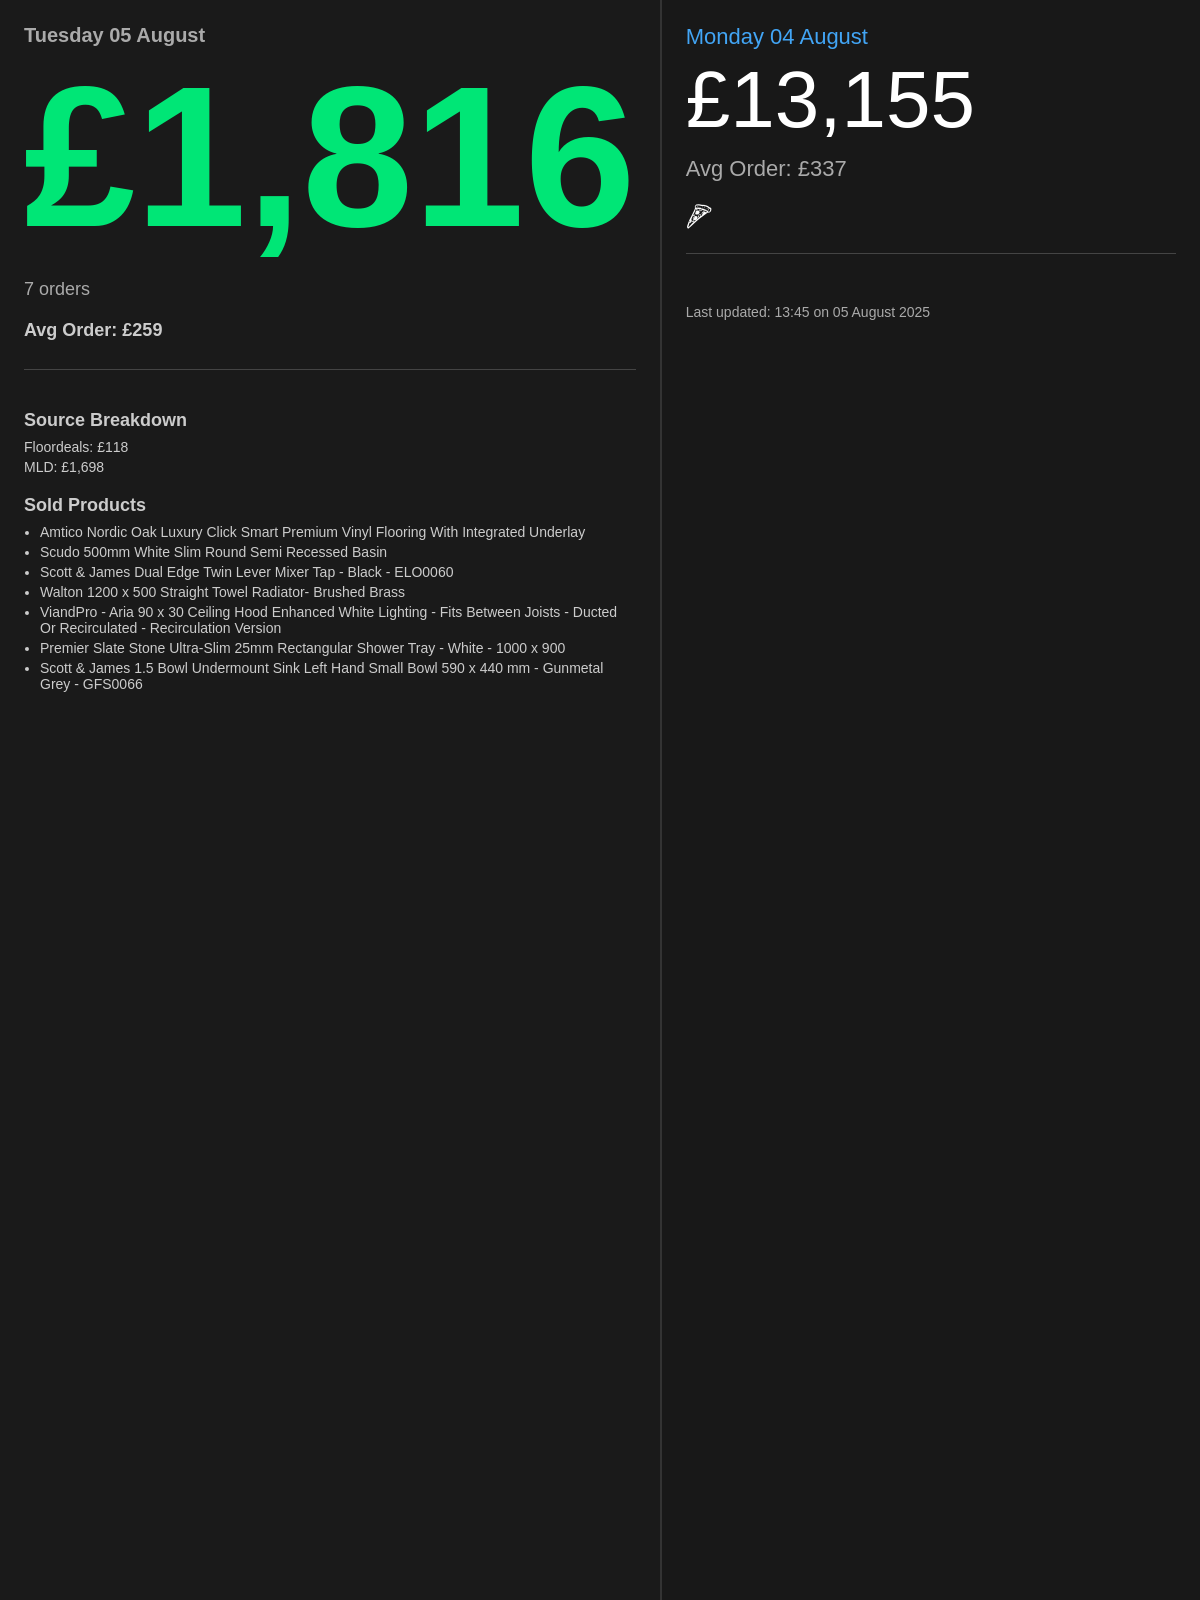 Tuesday 05 August
£1,816
7 orders
Avg Order: £259
Source Breakdown
Floordeals: £118
MLD: £1,698
Sold Products
• Amtico Nordic Oak Luxury Click Smart Premium Vinyl Flooring With Integrated Underlay
• Scudo 500mm White Slim Round Semi Recessed Basin
• Scott & James Dual Edge Twin Lever Mixer Tap - Black - ELO0060
• Walton 1200 x 500 Straight Towel Radiator- Brushed Brass
• ViandPro - Aria 90 x 30 Ceiling Hood Enhanced White Lighting - Fits Between Joists - Ducted
Or Recirculated - Recirculation Version
• Premier Slate Stone Ultra-Slim 25mm Rectangular Shower Tray - White - 1000 x 900
• Scott & James 1.5 Bowl Undermount Sink Left Hand Small Bowl 590 x 440 mm - Gunmetal
Grey - GFS0066
Monday 04 August
£13,155
Avg Order: £337
🍕
Last updated: 13:45 on 05 August 2025